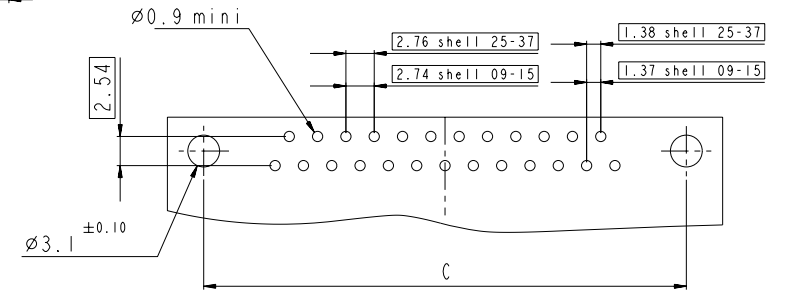 Ø0.9 mini
2.76 shell 25-37
1.38 shell 25-37
2.74 shell 09-15
1.37 shell 09-15
2.54
Ø3.1 ±0.10
C